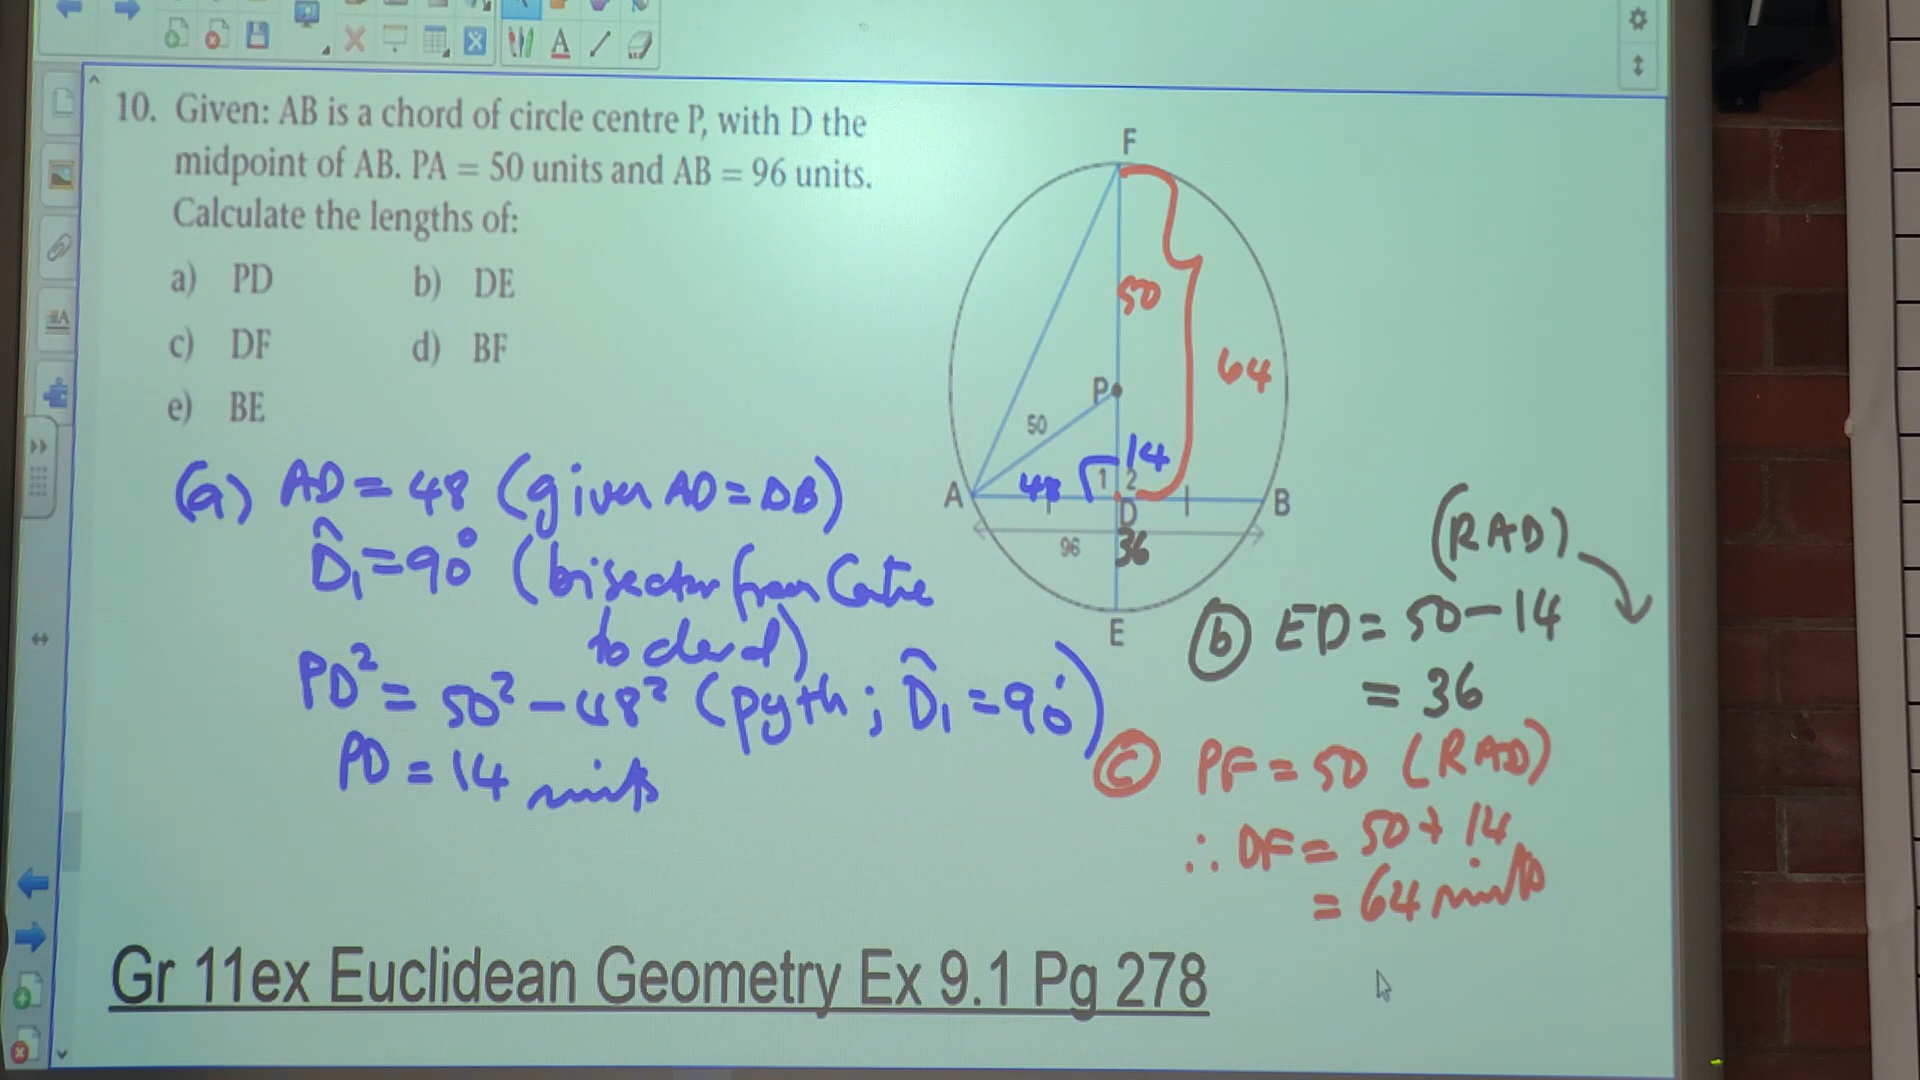 10. Given: AB is a chord of circle centre P, with D the
midpoint of AB. PA = 50 units and AB = 96 units.
Calculate the lengths of:
a) PD b) DE
c) DF d) BF
e) BE
F
50
64
P
50
14
A 48 1 2 B
D
96 36
E
(a) AD = 48 (given AD = DB)
D̂₁ = 90° (bisector from Centre
to chord)
PD² = 50² – 48² (pyth; D̂₁ = 90°)
PD = 14 units
(RAD)
(b) ED = 50 – 14
= 36
(c) PF = 50 (RAD)
∴ DF = 50 + 14
= 64 units
Gr 11ex Euclidean Geometry Ex 9.1 Pg 278